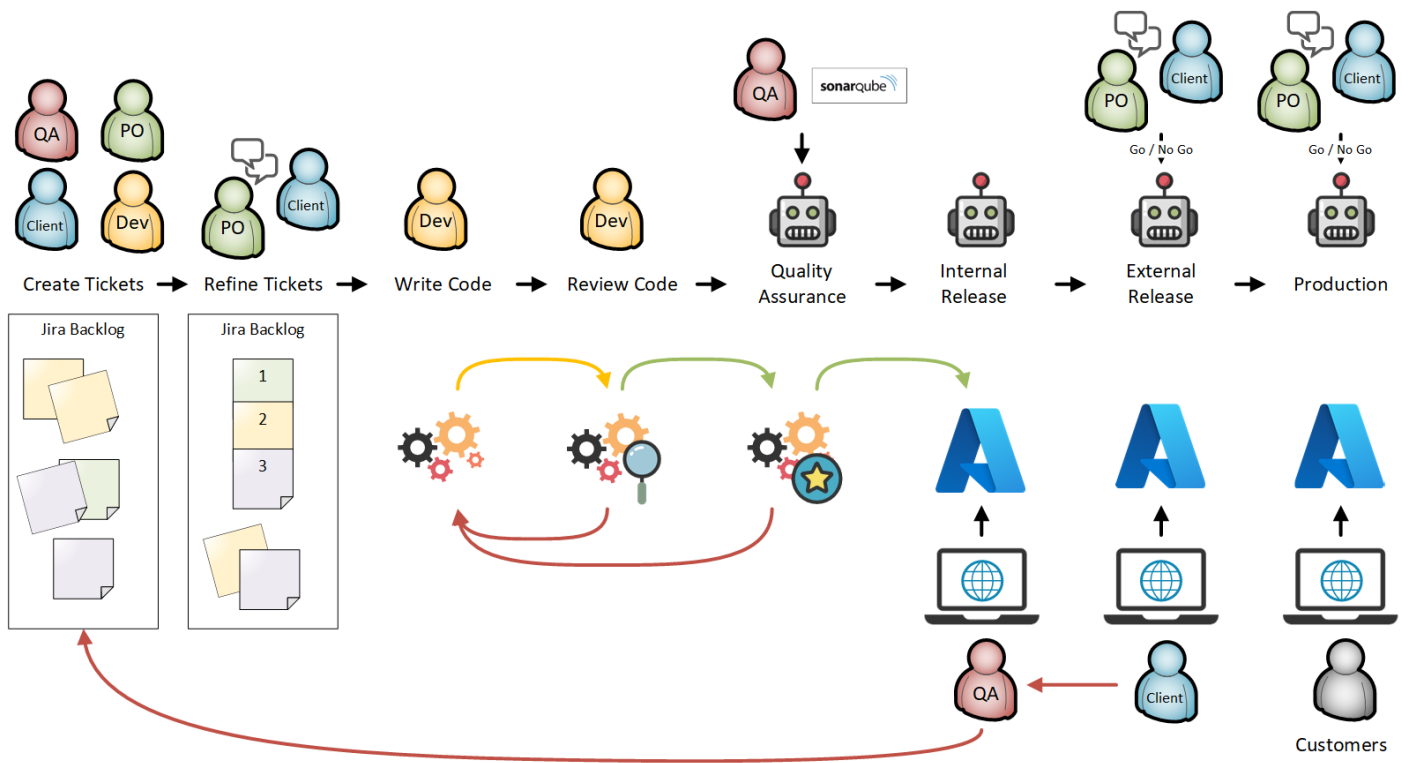 QA
PO
Client
Dev
PO
Client
Dev
Dev
QA
sonarqube
PO
Client
Go / No Go
PO
Client
Go / No Go
Create Tickets
Refine Tickets
Write Code
Review Code
Quality
Assurance
Internal
Release
External
Release
Production
Jira Backlog
Jira Backlog
1
2
3
QA
Client
Customers